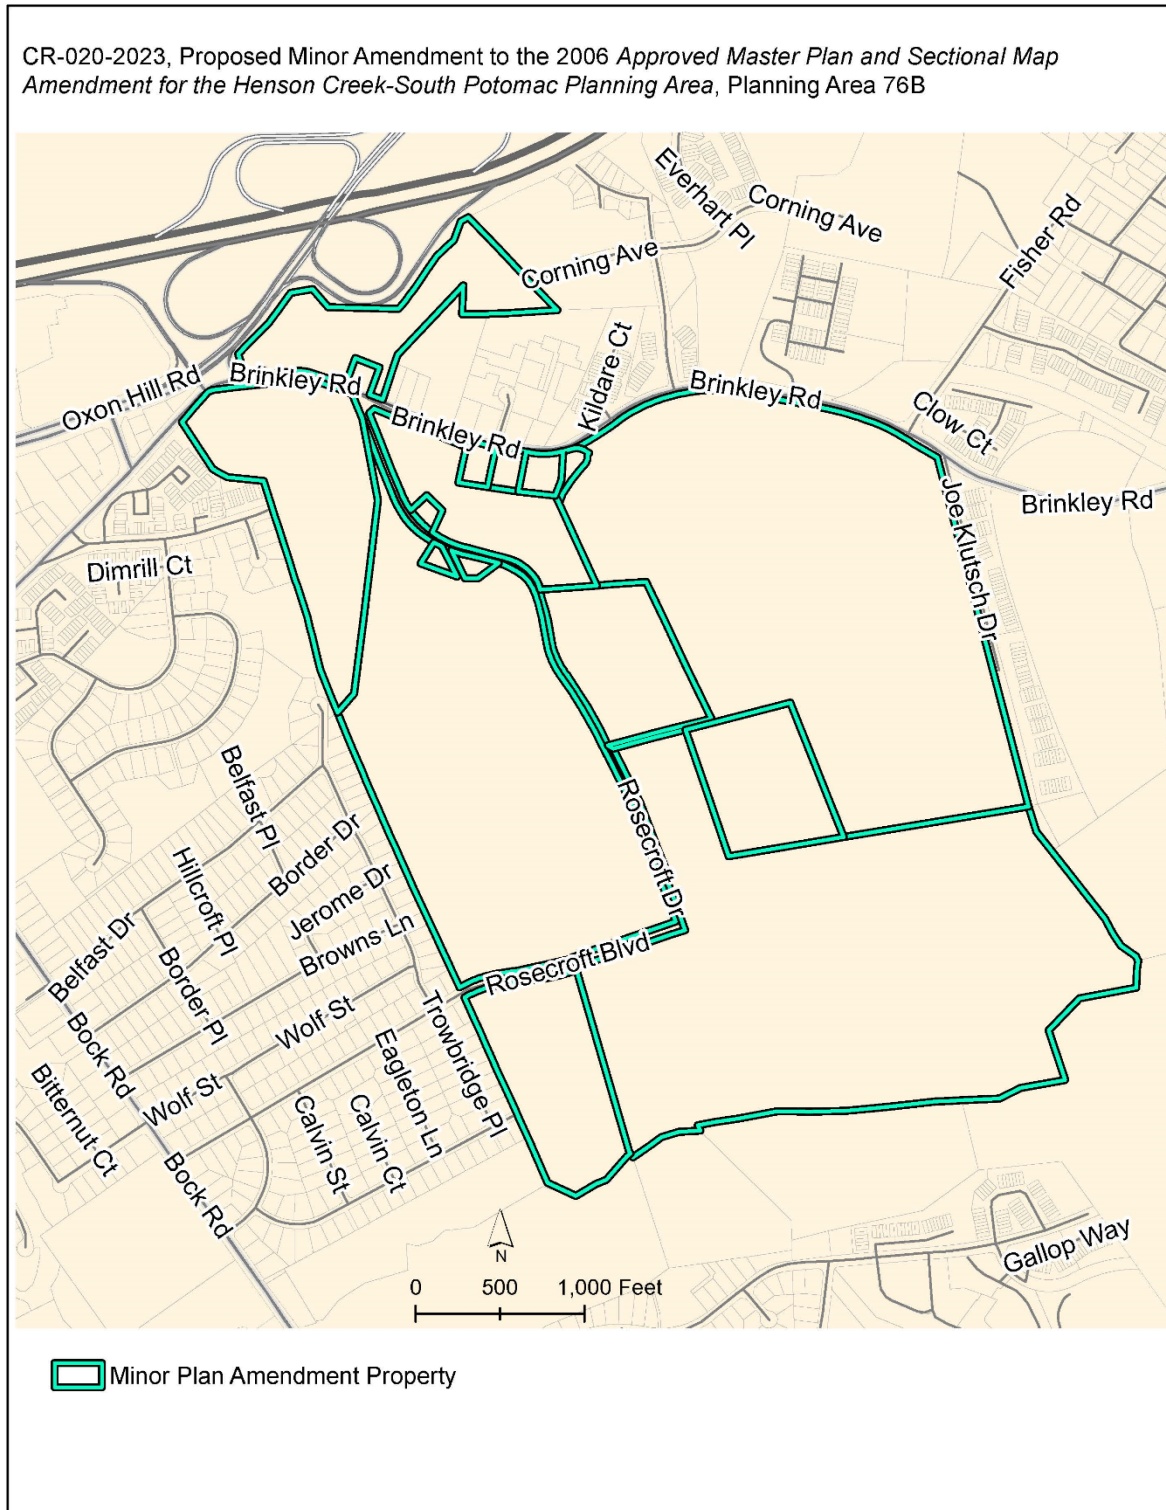 CR-020-2023, Proposed Minor Amendment to the 2006 Approved Master Plan and Sectional Map
Amendment for the Henson Creek-South Potomac Planning Area, Planning Area 76B
Everhart Pl
Corning Ave
Fisher Rd
Corning Ave
Kildare Ct
Oxon Hill Rd
Brinkley Rd
Brinkley Rd
Brinkley Rd
Clow Ct
Brinkley Rd
Joe Klutsch Dr
Dimrill Ct
Belfast Pl
Border Dr
Hillcroft Pl
Jerome Dr
Browns Ln
Belfast Dr
Border Pl
Rosecroft Dr
Rosecroft Blvd
Wolf St
Trowbridge Pl
Bock Rd
Eagleton Ln
Wolf St
Bitternut Ct
Calvin St
Calvin Ct
Bock Rd
Gallop Way
N
0 500 1,000 Feet
Minor Plan Amendment Property